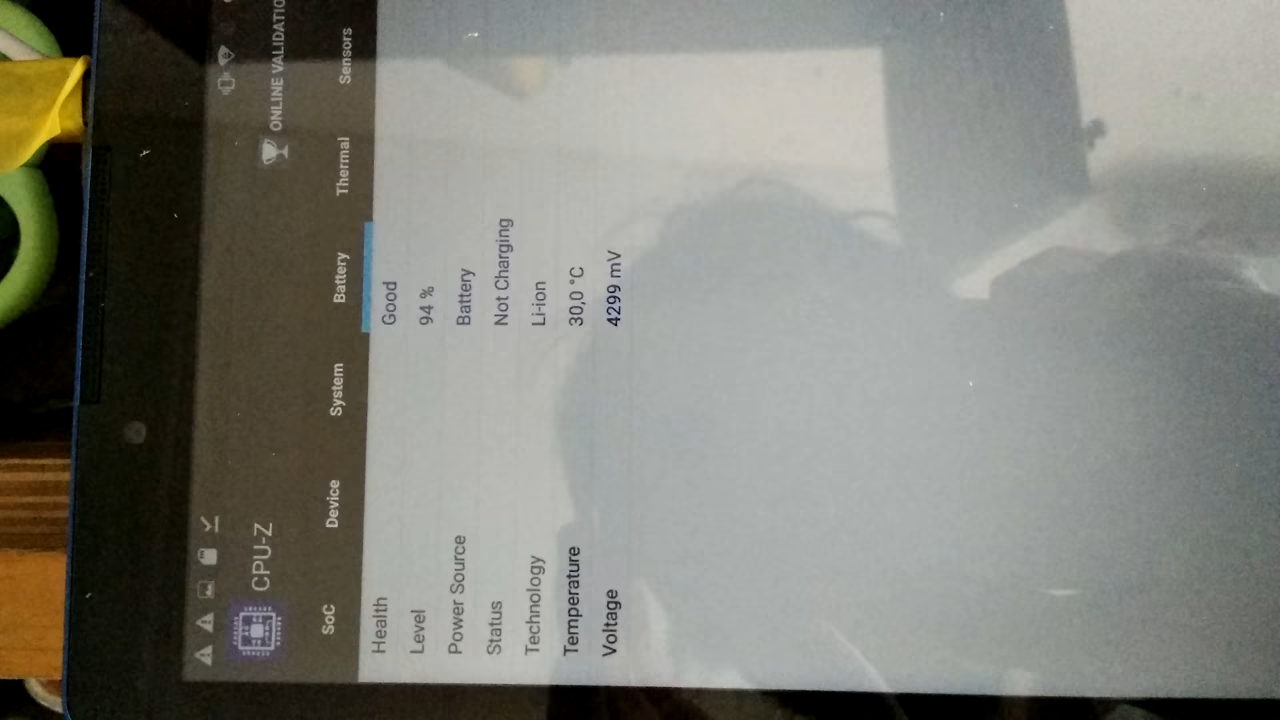 CPU-Z
ONLINE VALIDATIO
SoC Device System Battery Thermal Sensors
Health Good
Level 94 %
Power Source Battery
Status Not Charging
Technology Li-ion
Temperature 30,0 °C
Voltage 4299 mV